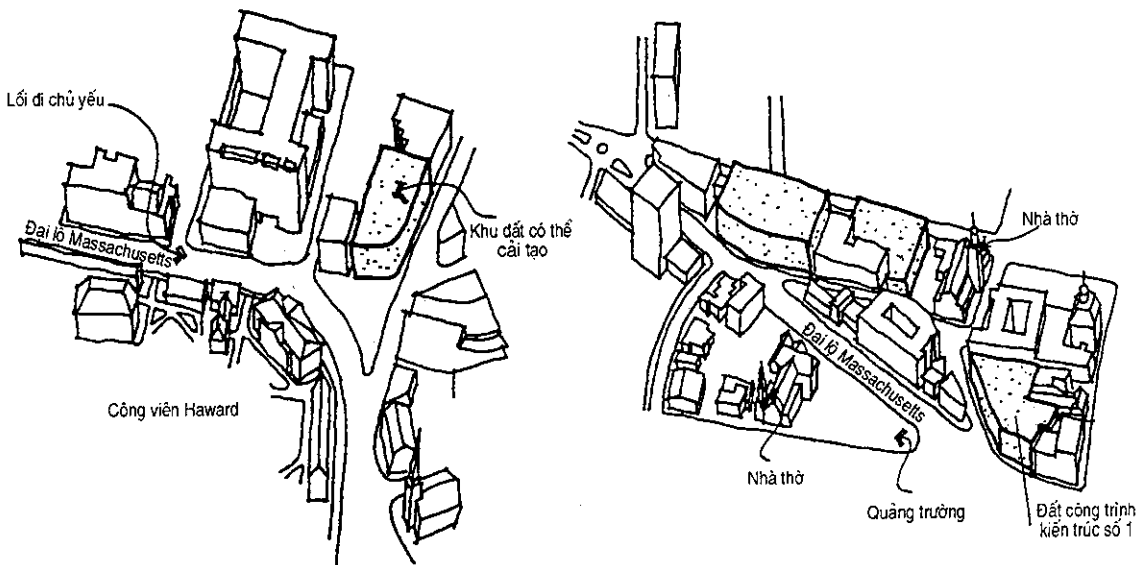 Lối đi chủ yếu
Đại lộ Massachusetts
Khu đất có thể
cải tạo
Công viên Haward
Nhà thờ
Đại lộ Massachusetts
Nhà thờ
Quảng trường
Đất công trình
kiến trúc số 1